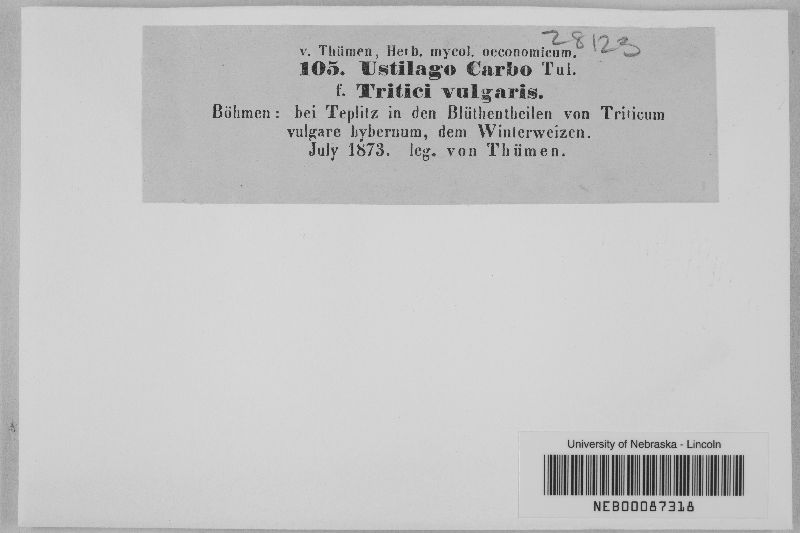 28123
v. Thümen, Herb. mycol. oeconomicum.
105. Ustilago Carbo Tul.
f. Tritici vulgaris.
Böhmen: bei Teplitz in den Blüthentheilen von Triticum
vulgare hybernum, dem Winterweizen.
July 1873. leg. von Thümen.
University of Nebraska - Lincoln
NEB00087318